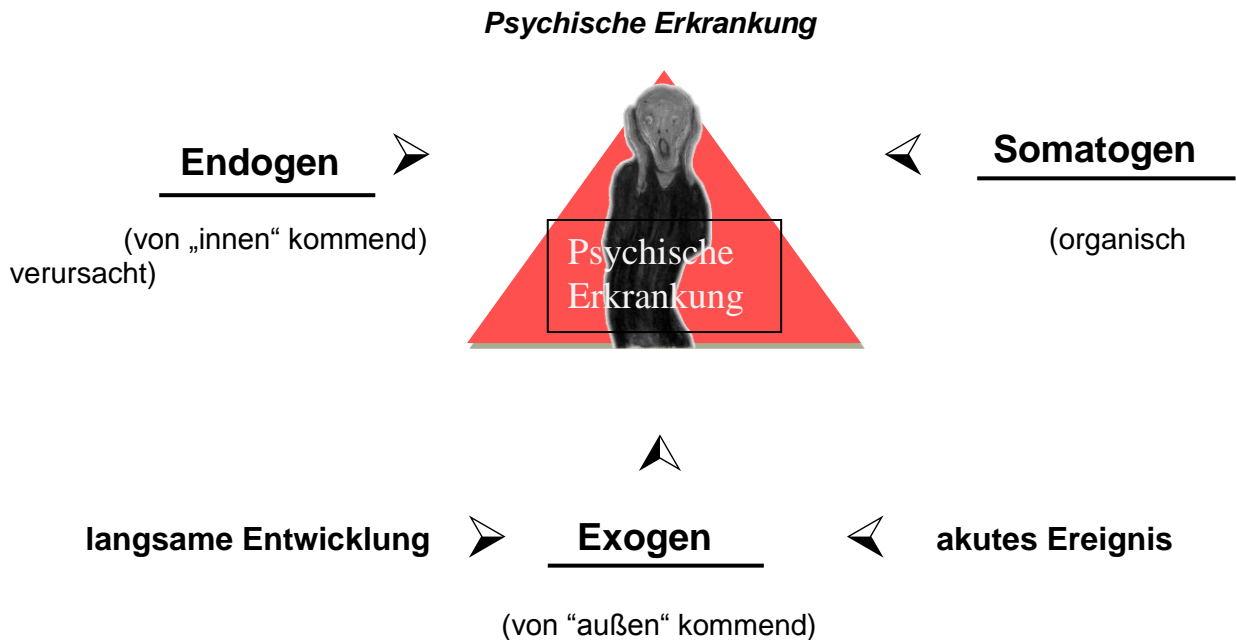 Psychische Erkrankung
Endogen
Somatogen
(von „innen“ kommend) (organisch
verursacht)
Psychische
Erkrankung
langsame Entwicklung
Exogen
akutes Ereignis
(von “außen“ kommend)